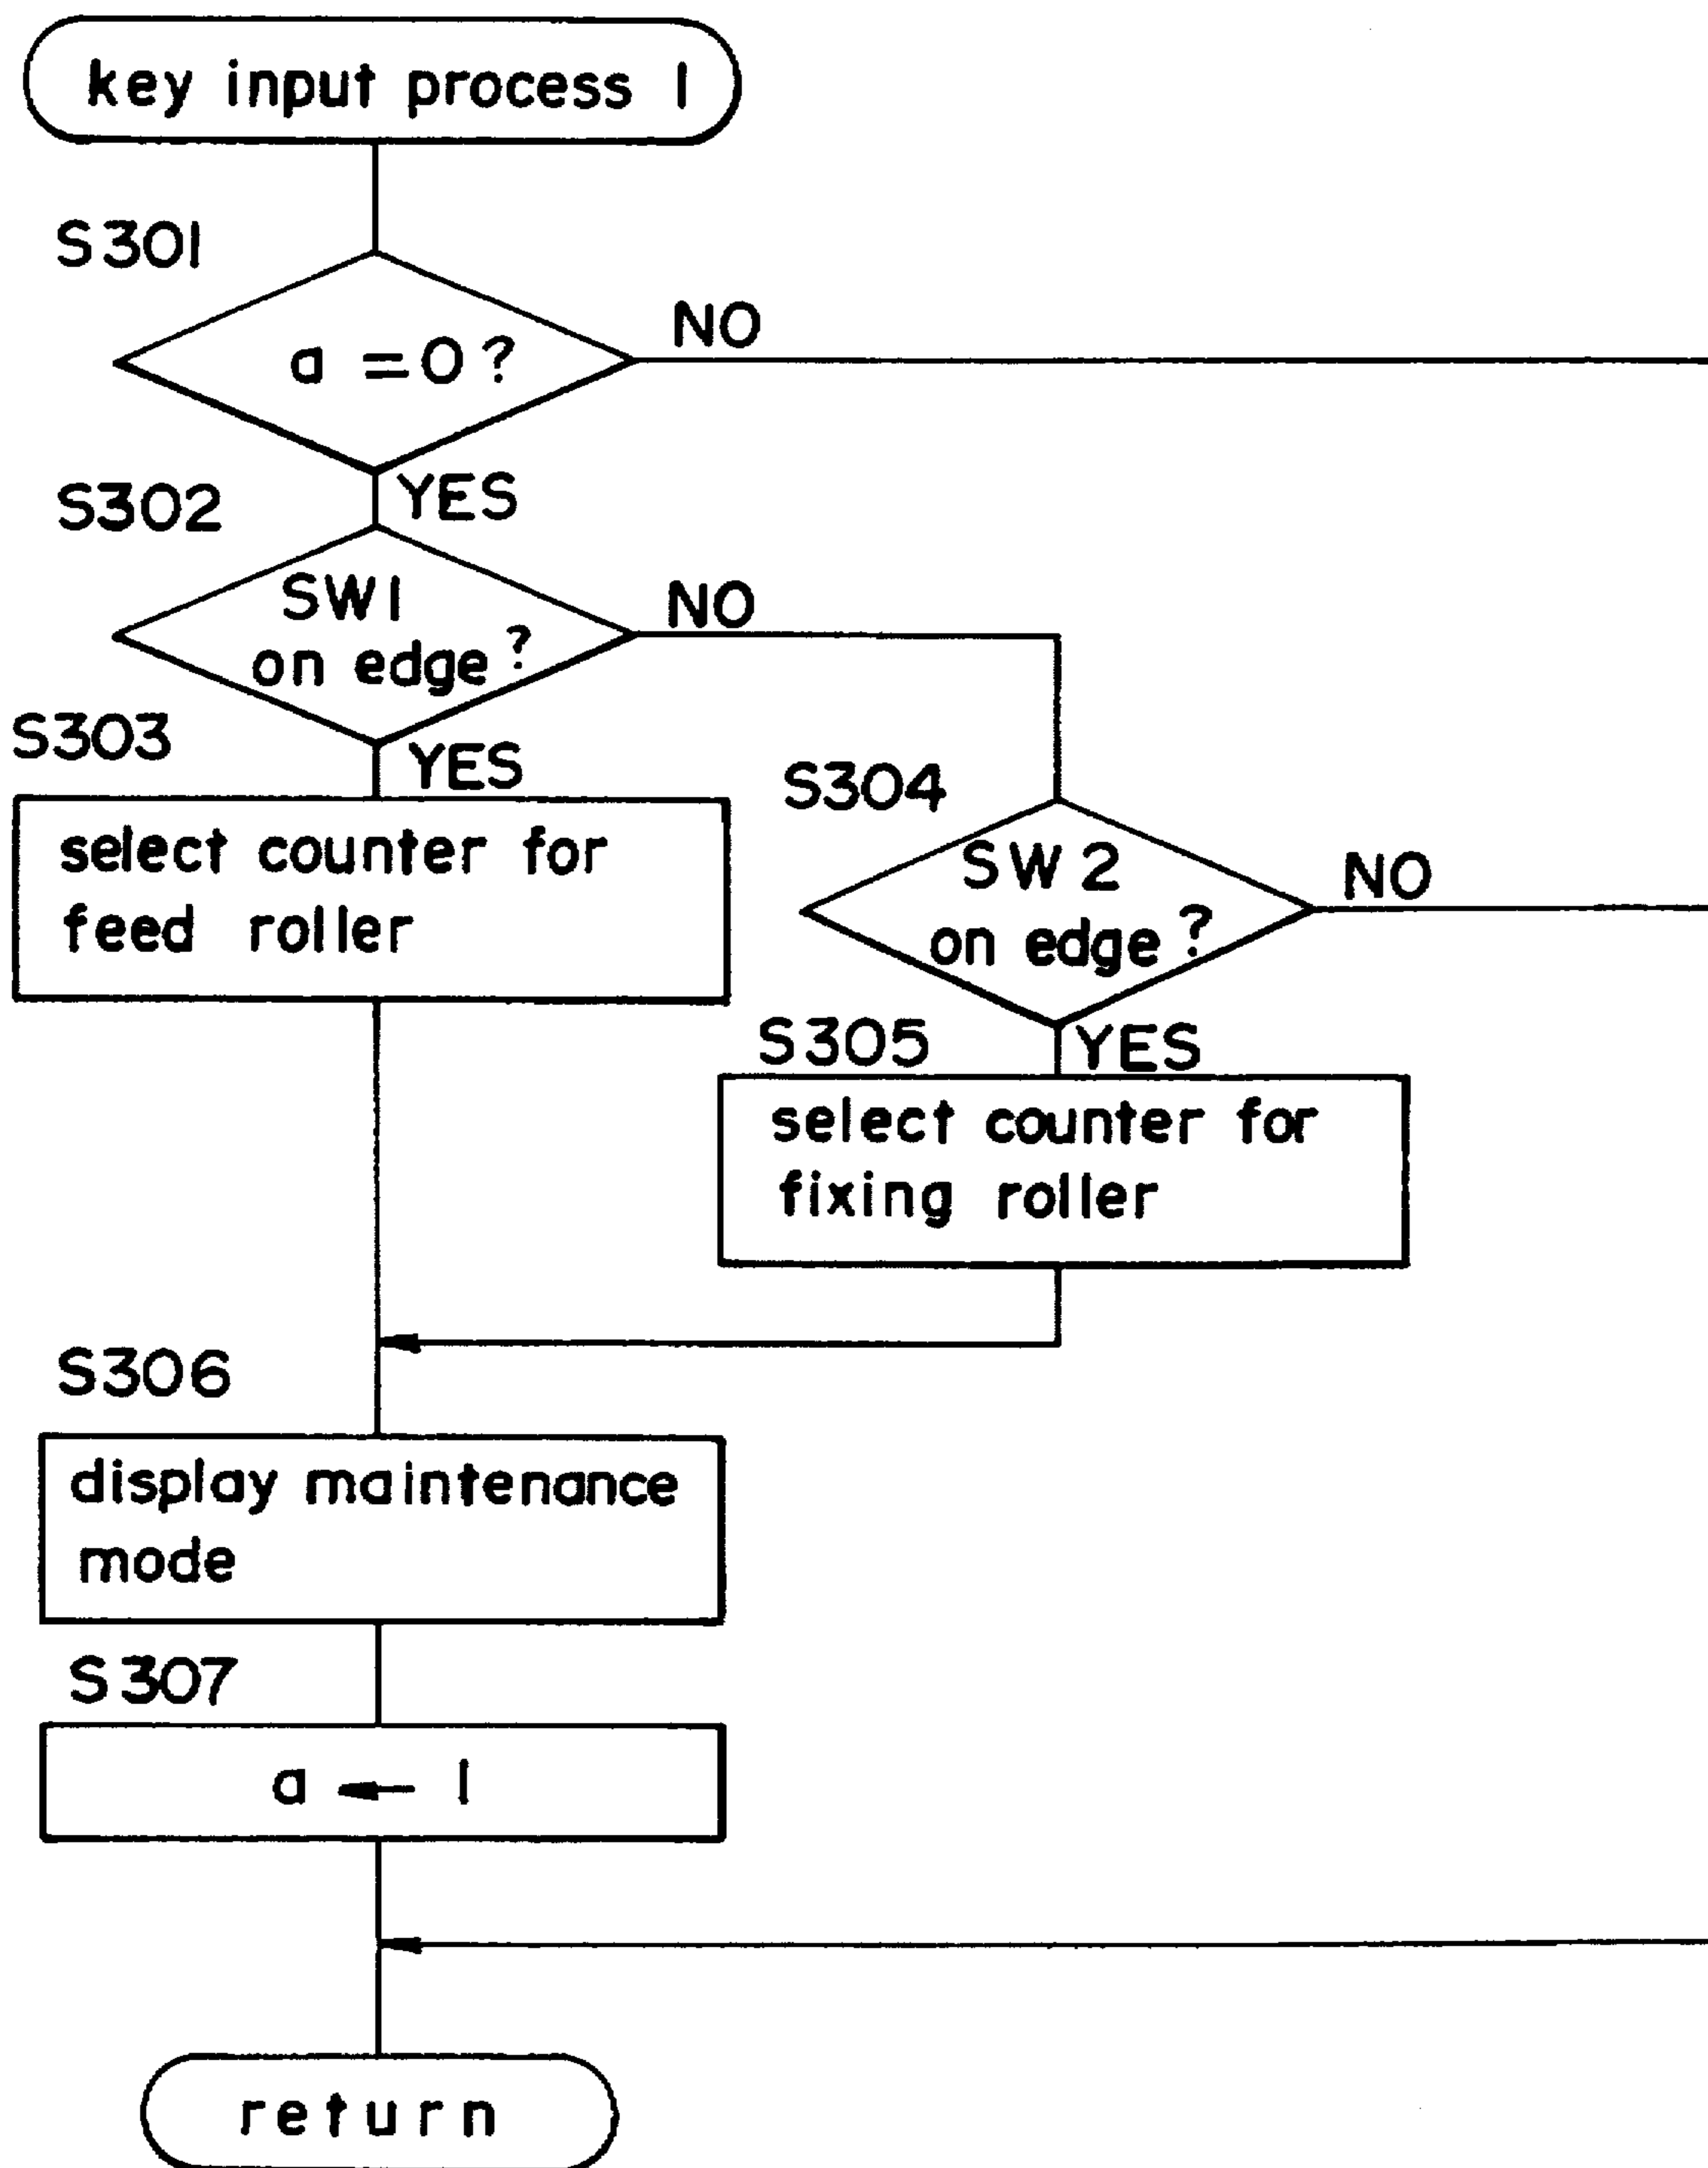 key input process 1
S301
a = 0 ?
NO
YES
S302
SW1
on edge ?
NO
YES
S303
select counter for
feed roller
S304
SW 2
on edge ?
NO
YES
S305
select counter for
fixing roller
S306
display maintenance
mode
S307
a ← 1
return